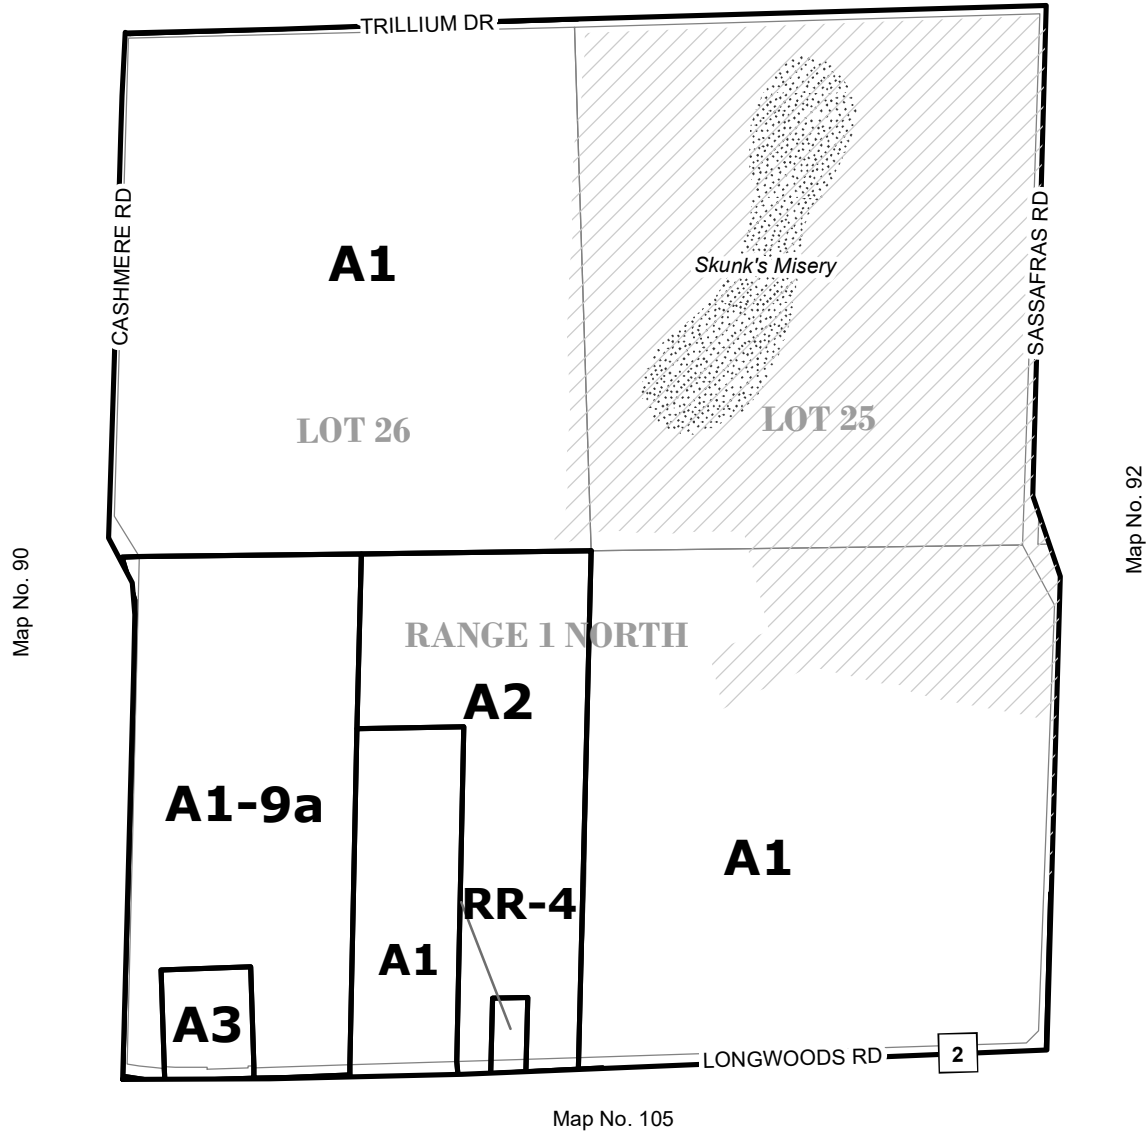 TRILLIUM DR
CASHMERE RD
SASSAFRAS RD
A1
Skunk's Misery
LOT 26
LOT 25
Map No. 90
Map No. 92
RANGE 1 NORTH
A2
A1-9a
A1
RR-4
A1
A3
LONGWOODS RD
2
Map No. 105